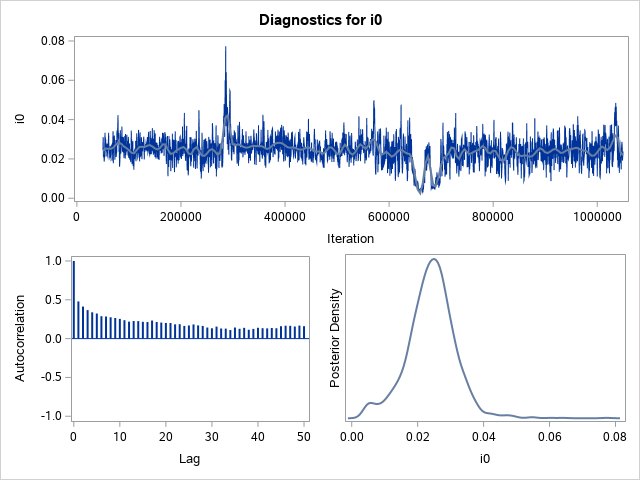 Diagnostics for i0
0.08
0.06
0.04
0.02
0.00
i0
0 200000 400000 600000 800000 1000000
Iteration
1.0
0.5
0.0
-0.5
-1.0
Autocorrelation
0 10 20 30 40 50
Lag
Posterior Density
0.00 0.02 0.04 0.06 0.08
i0